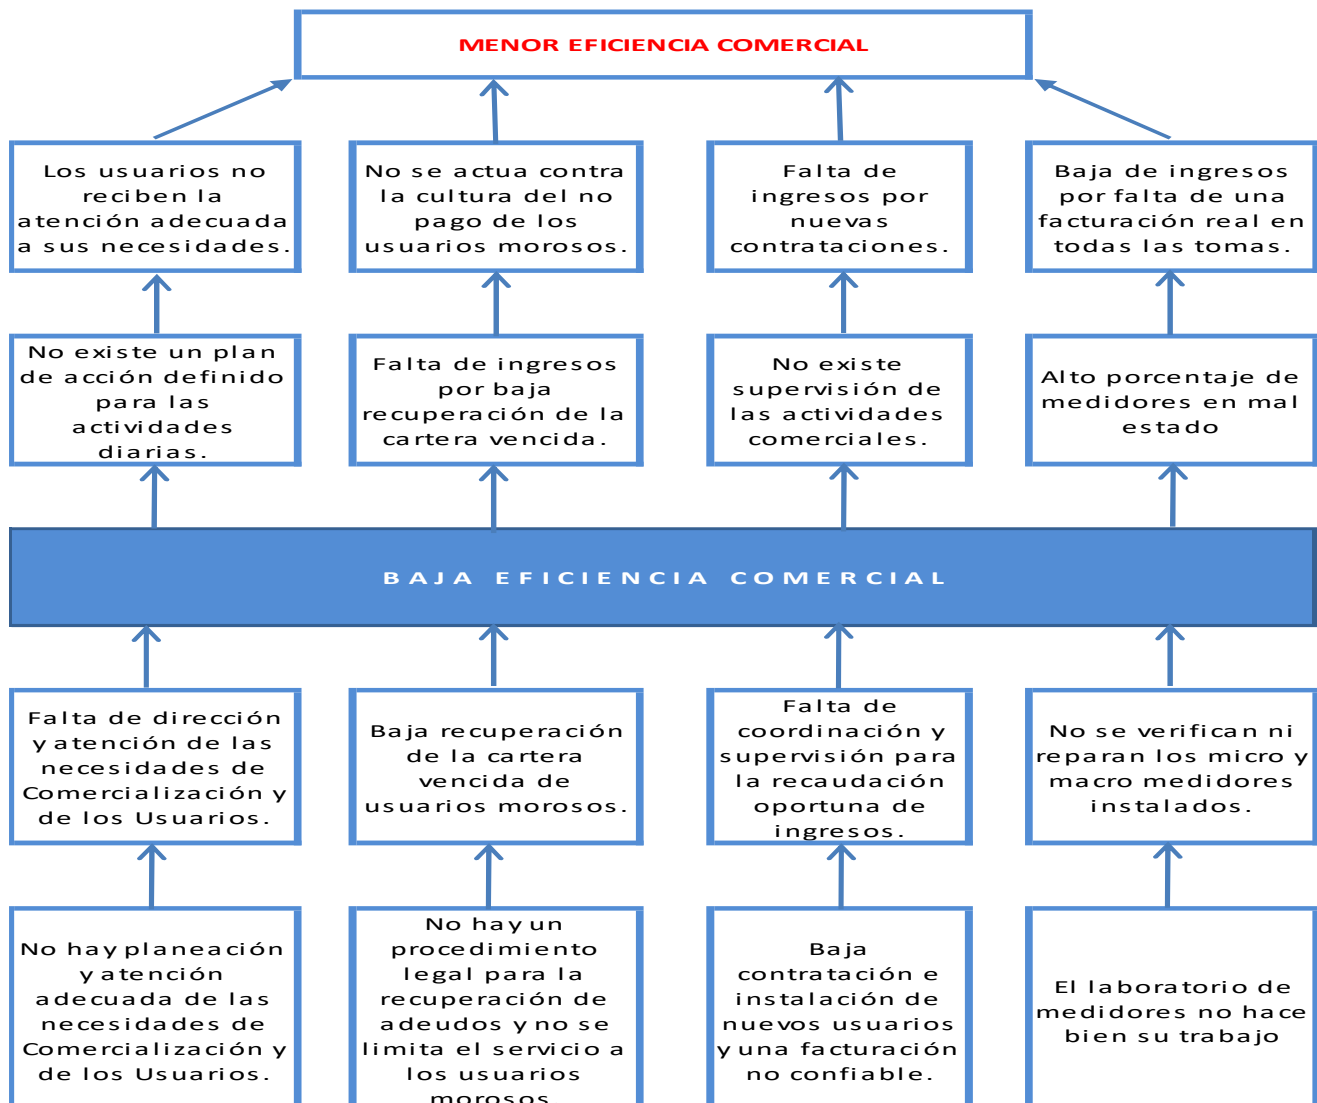 MENOR EFICIENCIA COMERCIAL
Los usuarios no
reciben la
atención adecuada
a sus necesidades.
No se actua contra
la cultura del no
pago de los
usuarios morosos.
Falta de
ingresos por
nuevas
contrataciones.
Baja de ingresos
por falta de una
facturación real en
todas las tomas.
No existe un plan
de acción definido
para las
actividades
diarias.
Falta de ingresos
por baja
recuperación de la
cartera vencida.
No existe
supervisión de
las actividades
comerciales.
Alto porcentaje de
medidores en mal
estado
BAJA EFICIENCIA COMERCIAL
Falta de dirección
y atención de las
necesidades de
Comercialización y
de los Usuarios.
Baja recuperación
de la cartera
vencida de
usuarios morosos.
Falta de
coordinación y
supervisión para
la recaudación
oportuna de
ingresos.
No se verifican ni
reparan los micro y
macro medidores
instalados.
No hay planeación
y atención
adecuada de las
necesidades de
Comercialización y
de los Usuarios.
No hay un
procedimiento
legal para la
recuperación de
adeudos y no se
limita el servicio a
los usuarios
morosos
Baja
contratación e
instalación de
nuevos usuarios
y una facturación
no confiable.
El laboratorio de
medidores no hace
bien su trabajo